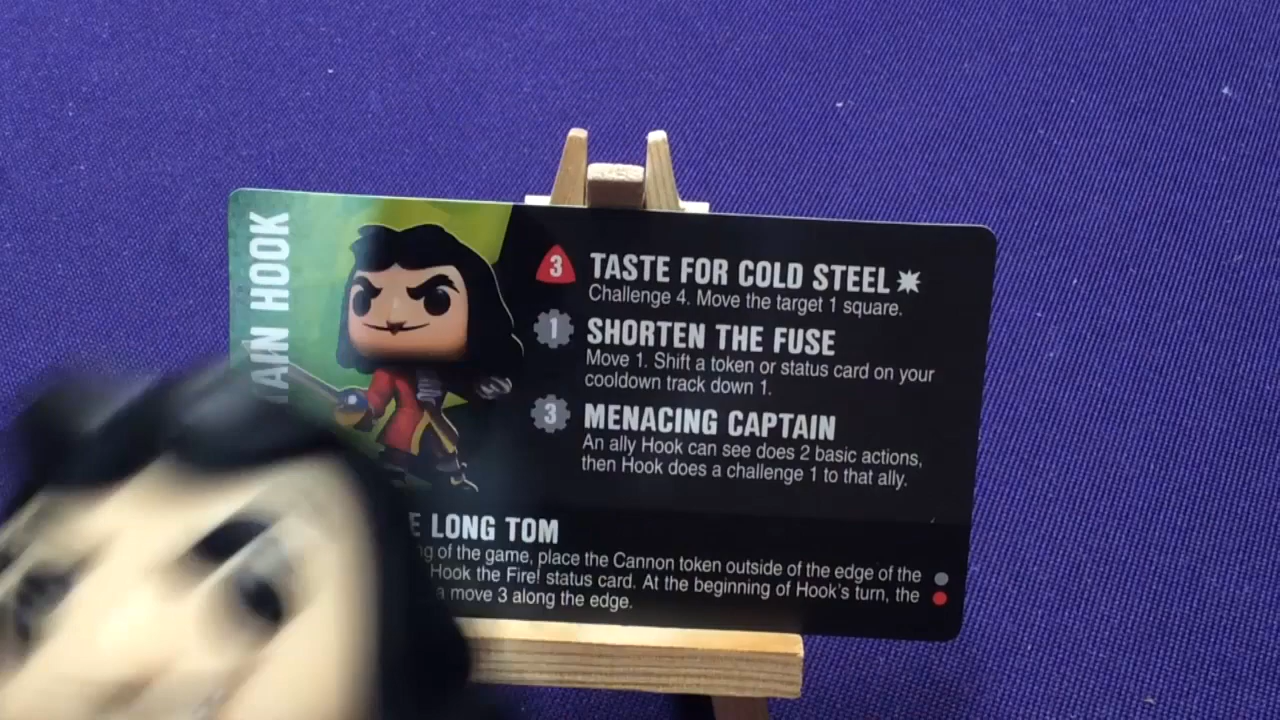 AIN HOOK
3 TASTE FOR COLD STEEL
Challenge 4. Move the target 1 square.
1 SHORTEN THE FUSE
Move 1. Shift a token or status card on your
cooldown track down 1.
3 MENACING CAPTAIN
An ally Hook can see does 2 basic actions,
then Hook does a challenge 1 to that ally.
LONG TOM
of the game, place the Cannon token outside of the edge of the
Hook the Fire! status card. At the beginning of Hook's turn, the
a move 3 along the edge.